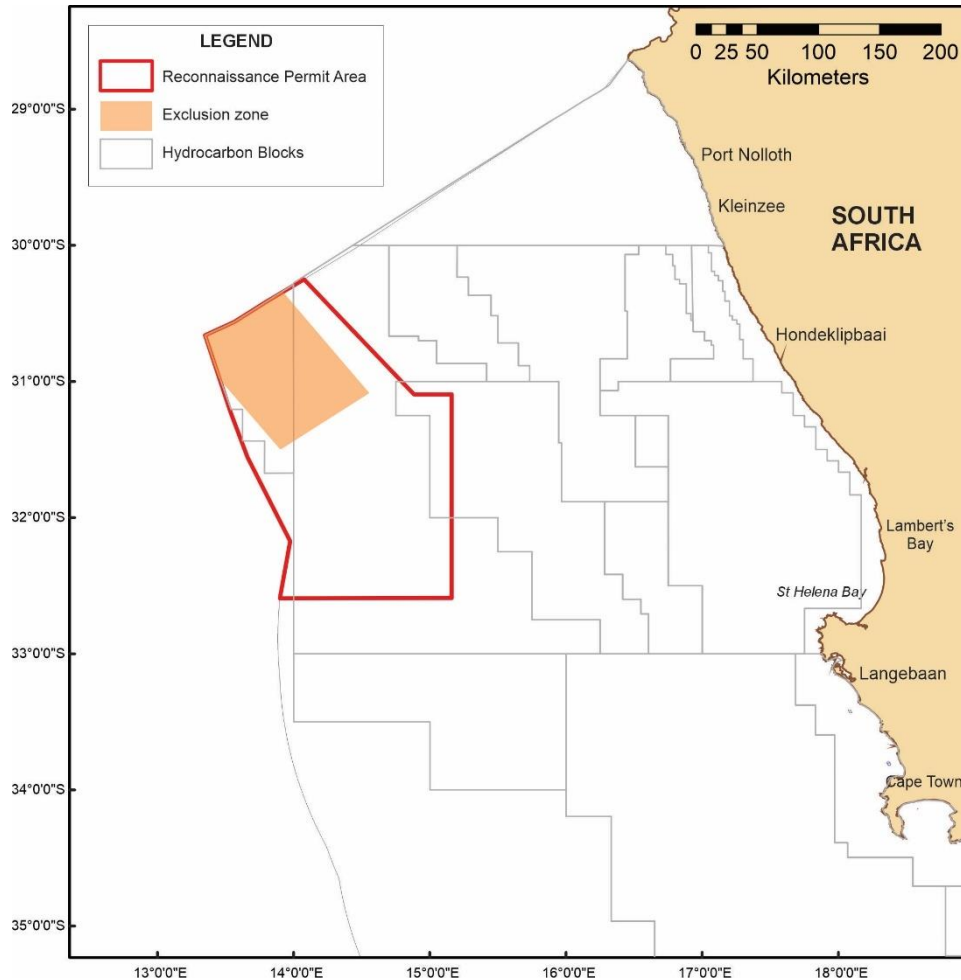 LEGEND
Reconnaissance Permit Area
Exclusion zone
Hydrocarbon Blocks
0 25 50 100 150 200
Kilometers
29°0'0"S
30°0'0"S
31°0'0"S
32°0'0"S
33°0'0"S
34°0'0"S
35°0'0"S
Port Nolloth
Kleinzee
SOUTH
AFRICA
Hondeklipbaai
Lambert's
Bay
St Helena Bay
Langebaan
Cape Town
13°0'0"E
14°0'0"E
15°0'0"E
16°0'0"E
17°0'0"E
18°0'0"E